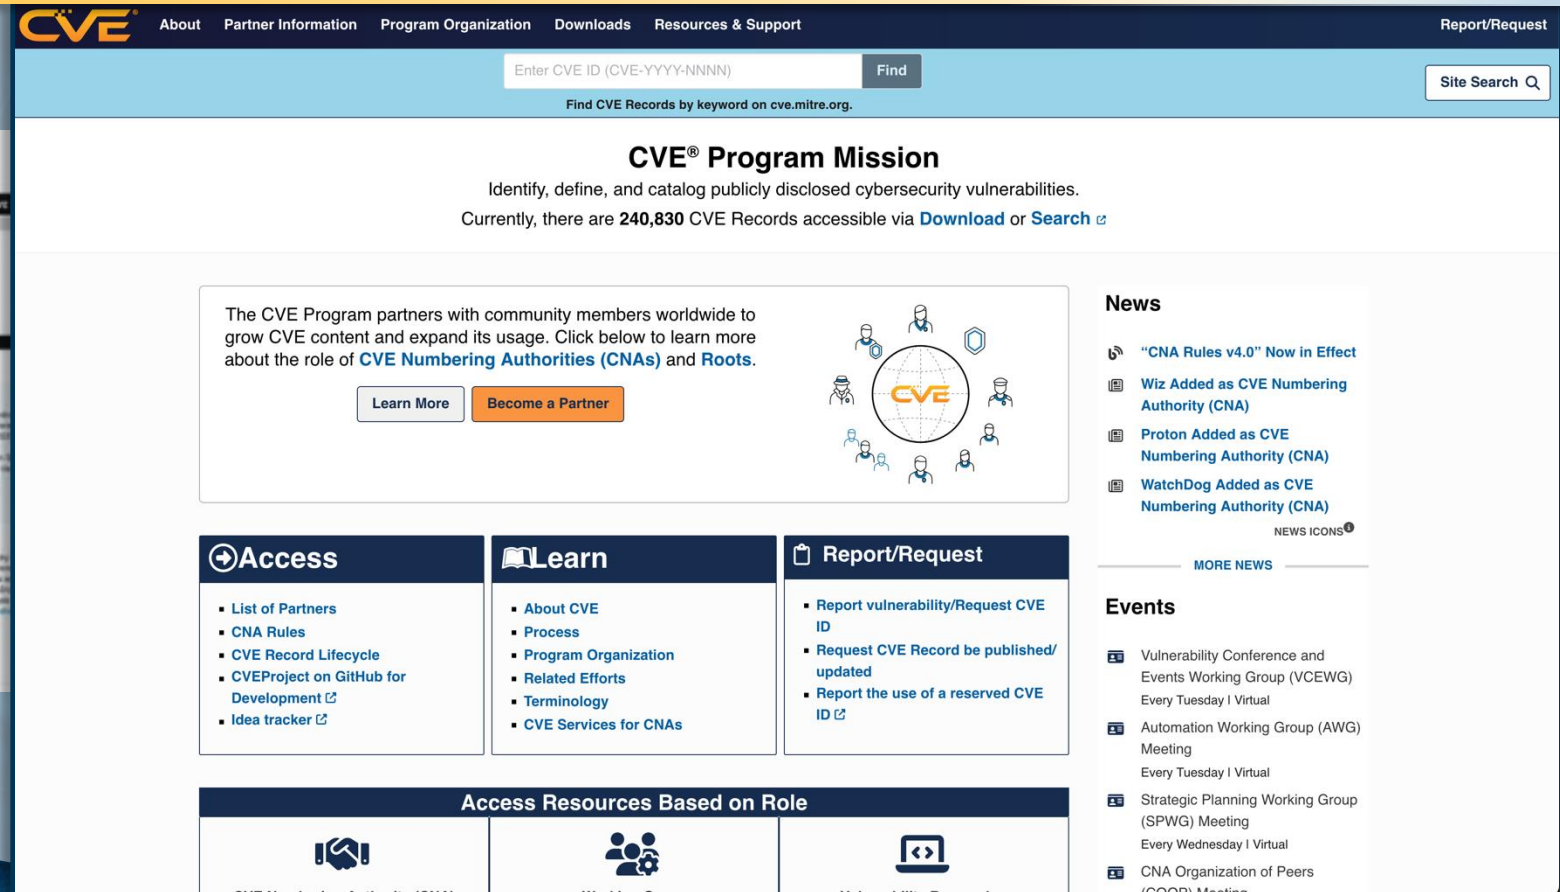 CVE
About Partner Information Program Organization Downloads Resources & Support Report/Request
Enter CVE ID (CVE-YYYY-NNNN) Find
Find CVE Records by keyword on cve.mitre.org.
Site Search
CVE® Program Mission
Identify, define, and catalog publicly disclosed cybersecurity vulnerabilities.
Currently, there are 240,830 CVE Records accessible via Download or Search
The CVE Program partners with community members worldwide to
grow CVE content and expand its usage. Click below to learn more
about the role of CVE Numbering Authorities (CNAs) and Roots.
Learn More Become a Partner
CVE
Access
List of Partners
CNA Rules
CVE Record Lifecycle
CVEProject on GitHub for
Development
Idea tracker
Learn
About CVE
Process
Program Organization
Related Efforts
Terminology
CVE Services for CNAs
Report/Request
Report vulnerability/Request CVE
ID
Request CVE Record be published/
updated
Report the use of a reserved CVE
ID
Access Resources Based on Role
News
“CNA Rules v4.0” Now in Effect
Wiz Added as CVE Numbering
Authority (CNA)
Proton Added as CVE
Numbering Authority (CNA)
WatchDog Added as CVE
Numbering Authority (CNA)
NEWS ICONS
MORE NEWS
Events
Vulnerability Conference and
Events Working Group (VCEWG)
Every Tuesday | Virtual
Automation Working Group (AWG)
Meeting
Every Tuesday | Virtual
Strategic Planning Working Group
(SPWG) Meeting
Every Wednesday | Virtual
CNA Organization of Peers
(COOP) Meeting